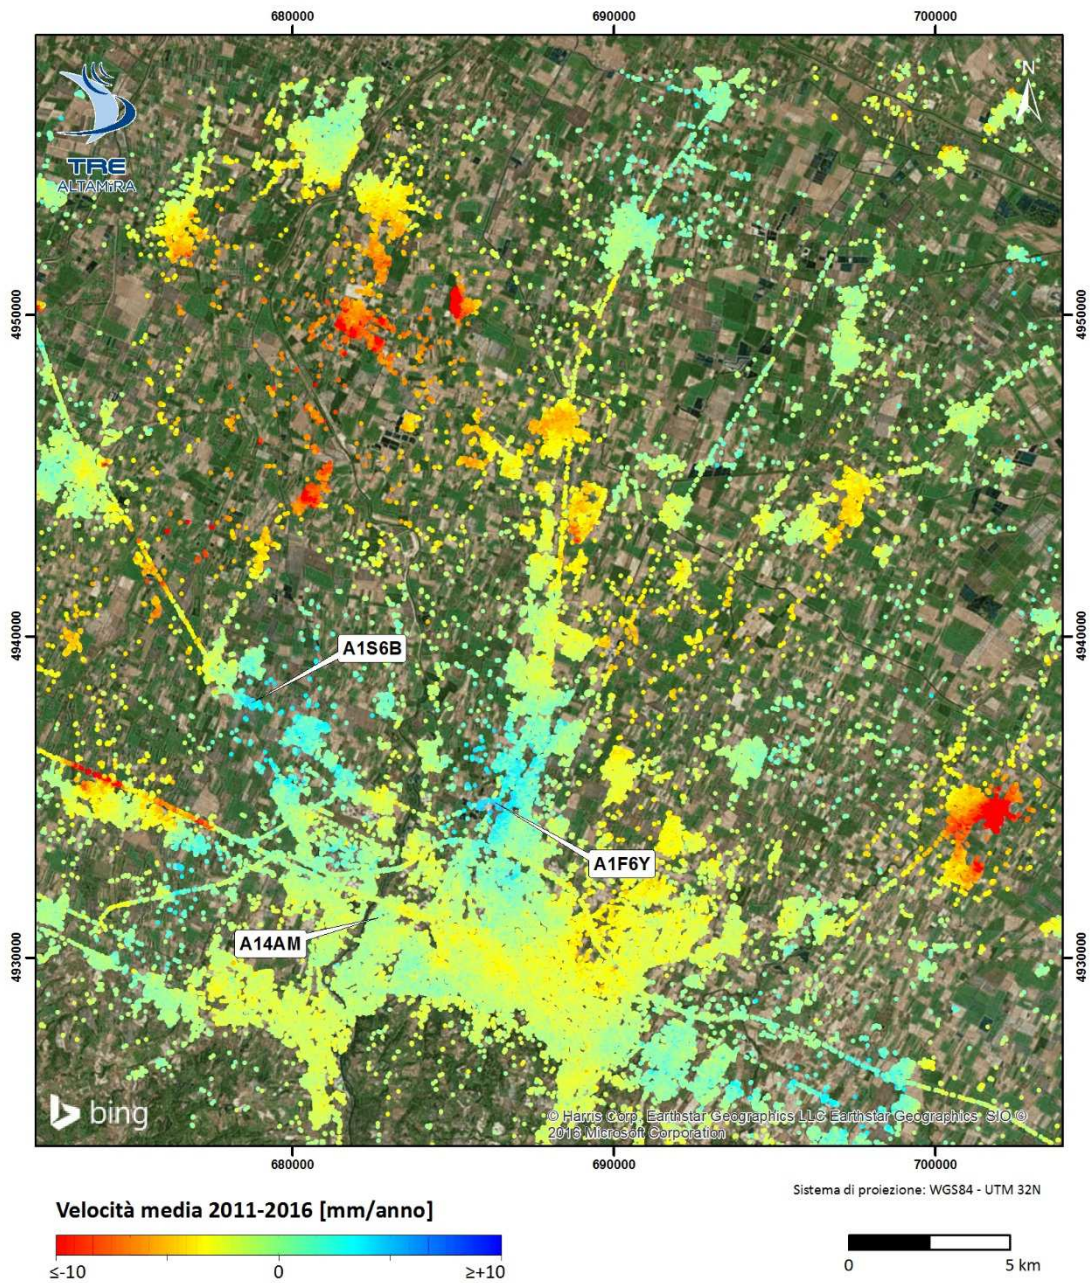 680000 690000 700000
N
TRE
ALTAMIRA
4950000 4950000
4940000 4940000
A1S6B
A1F6Y
A14AM
4930000 4930000
bing
© Harris Corp, Earthstar Geographics LLC Earthstar Geographics SIO ©
2016 Microsoft Corporation
680000 690000 700000
Sistema di proiezione: WGS84 - UTM 32N
Velocità media 2011-2016 [mm/anno]
≤-10 0 ≥+10
0 5 km